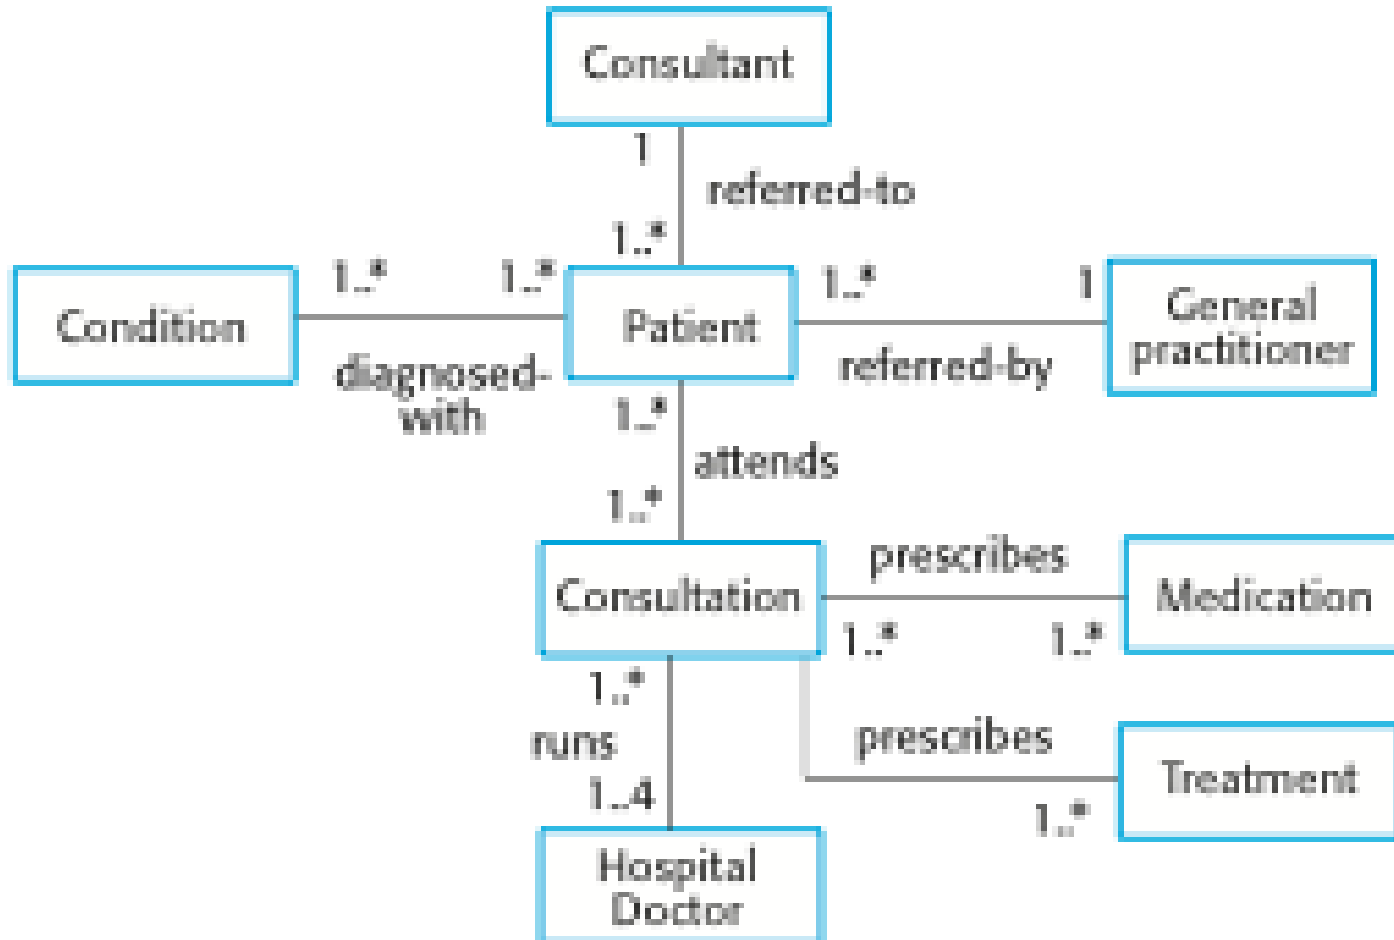 Consultant
1
referred-to
1..*
1..*
1..*
1..*
1
Condition
Patient
General
practitioner
diagnosed-
with
referred-by
1..*
attends
1..*
prescribes
Consultation
Medication
1..*
1..*
1..*
runs
prescribes
1..4
Treatment
1..*
Hospital
Doctor